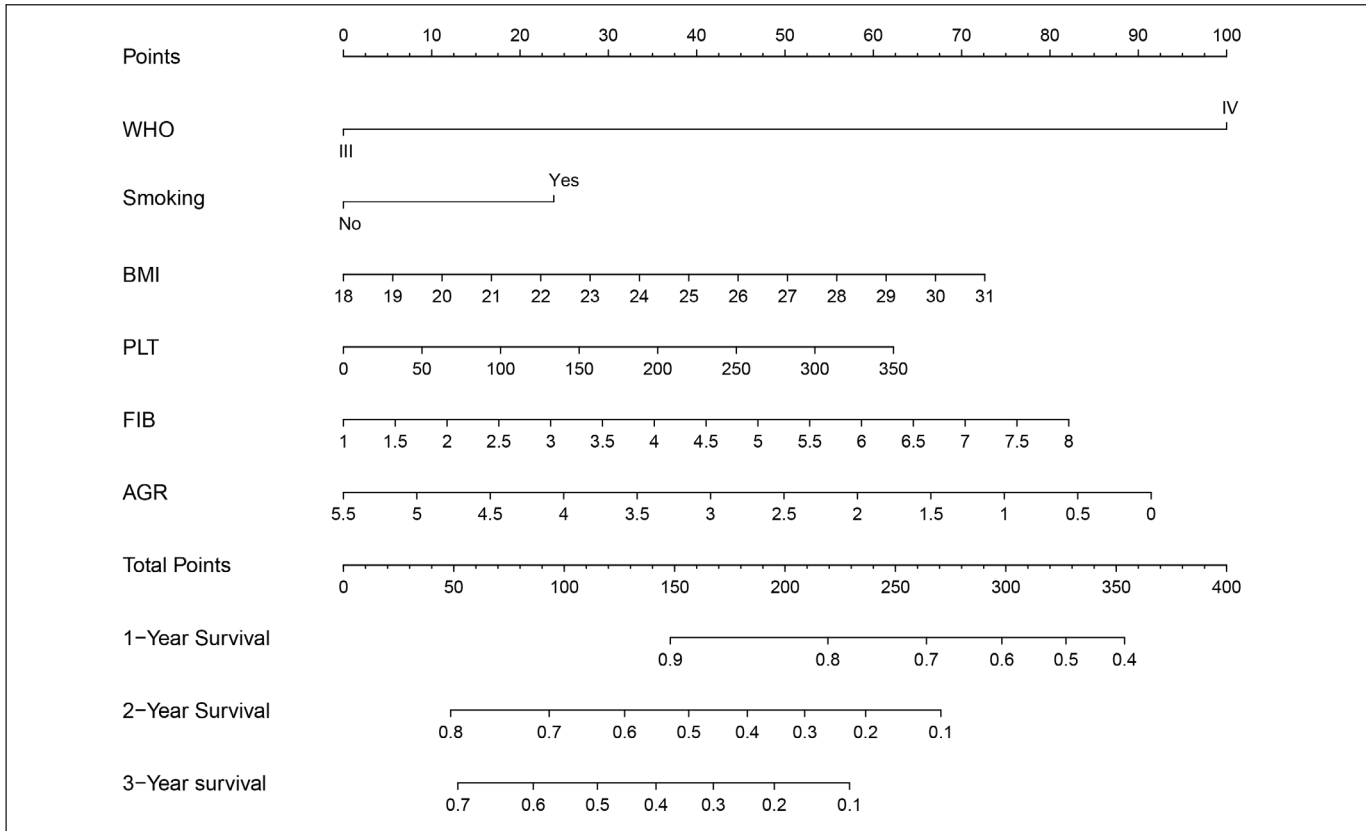 0 10 20 30 40 50 60 70 80 90 100
Points
IV
WHO
III
Yes
Smoking
No
BMI
18 19 20 21 22 23 24 25 26 27 28 29 30 31
PLT
0 50 100 150 200 250 300 350
FIB
1 1.5 2 2.5 3 3.5 4 4.5 5 5.5 6 6.5 7 7.5 8
AGR
5.5 5 4.5 4 3.5 3 2.5 2 1.5 1 0.5 0
Total Points
0 50 100 150 200 250 300 350 400
1−Year Survival
0.9 0.8 0.7 0.6 0.5 0.4
2−Year Survival
0.8 0.7 0.6 0.5 0.4 0.3 0.2 0.1
3−Year survival
0.7 0.6 0.5 0.4 0.3 0.2 0.1